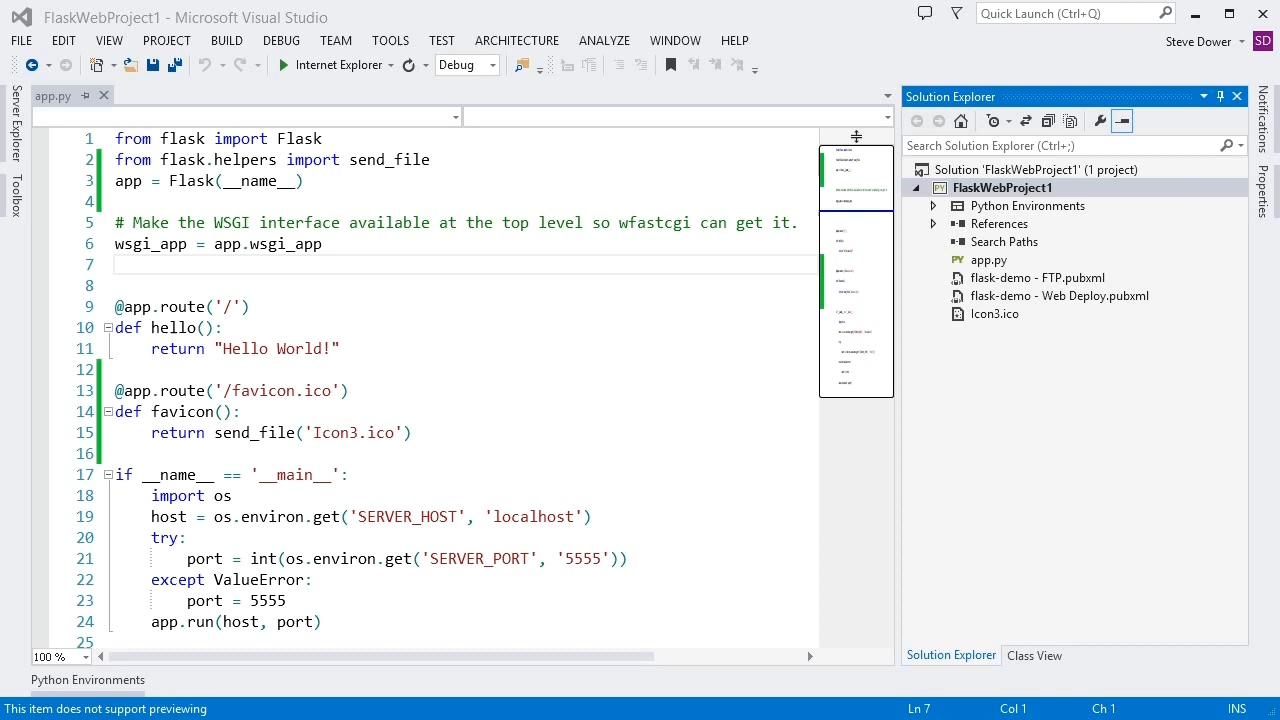 FlaskWebProject1 - Microsoft Visual Studio
Quick Launch (Ctrl+Q)
FILE EDIT VIEW PROJECT BUILD DEBUG TEAM TOOLS TEST ARCHITECTURE ANALYZE WINDOW HELP
Steve Dower SD
Internet Explorer Debug
Server Explorer
Toolbox
app.py
1 from flask import Flask
2 from flask.helpers import send_file
3 app = Flask(__name__)
4
5 # Make the WSGI interface available at the top level so wfastcgi can get it.
6 wsgi_app = app.wsgi_app
7
8
9 @app.route('/')
10 def hello():
11 return "Hello World!"
12
13 @app.route('/favicon.ico')
14 def favicon():
15 return send_file('Icon3.ico')
16
17 if __name__ == '__main__':
18 import os
19 host = os.environ.get('SERVER_HOST', 'localhost')
20 try:
21 port = int(os.environ.get('SERVER_PORT', '5555'))
22 except ValueError:
23 port = 5555
24 app.run(host, port)
25
100 %
Solution Explorer
Search Solution Explorer (Ctrl+;)
Solution 'FlaskWebProject1' (1 project)
PY FlaskWebProject1
Python Environments
References
Search Paths
PY app.py
flask-demo - FTP.pubxml
flask-demo - Web Deploy.pubxml
Icon3.ico
Solution Explorer Class View
Notifications
Properties
Python Environments
This item does not support previewing Ln 7 Col 1 Ch 1 INS